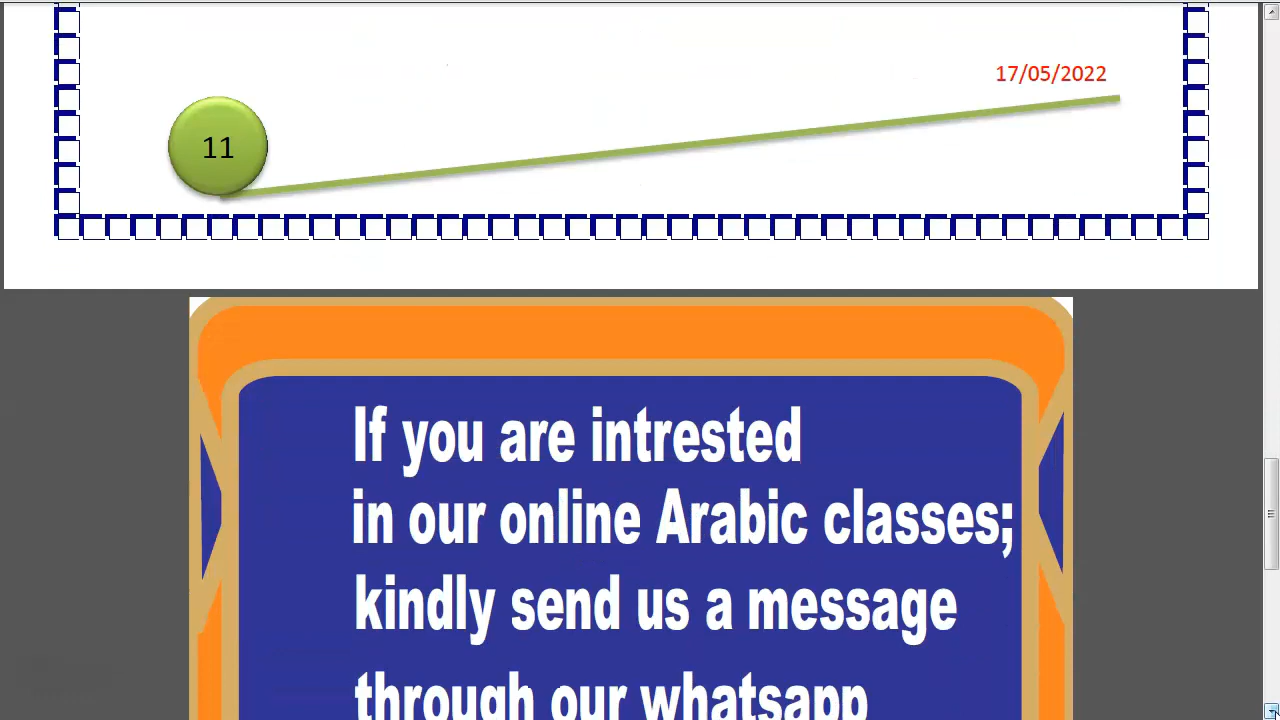 17/05/2022
11
If you are intrested
in our online Arabic classes;
kindly send us a message
through our whatsapp